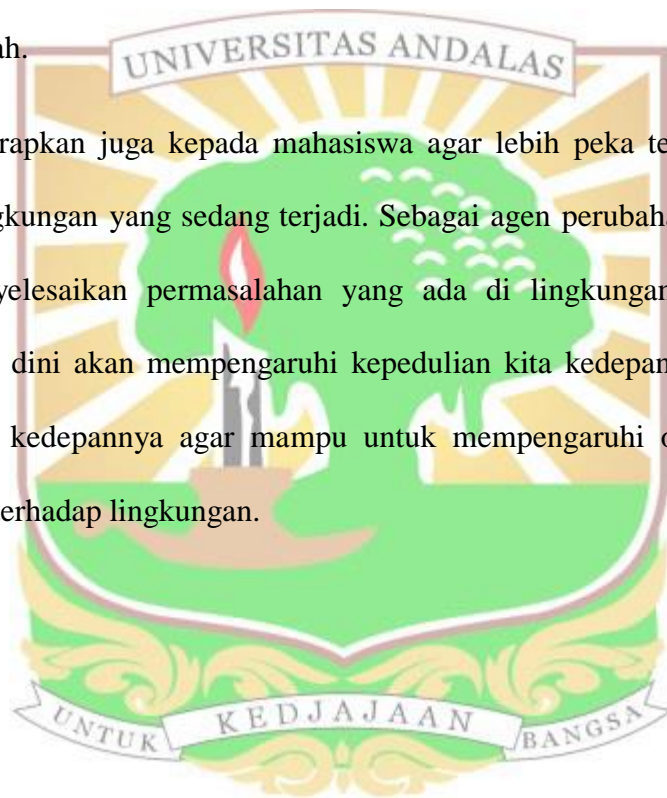 ah.
UNIVERSITAS ANDALAS
rapkan juga kepada mahasiswa agar lebih peka te
gkungan yang sedang terjadi. Sebagai agen perubaha
yelesaikan permasalahan yang ada di lingkungan
dini akan mempengaruhi kepedulian kita kedepan
kedepannya agar mampu untuk mempengaruhi o
erhadap lingkungan.
UNTUK KEDJAJAAN BANGSA